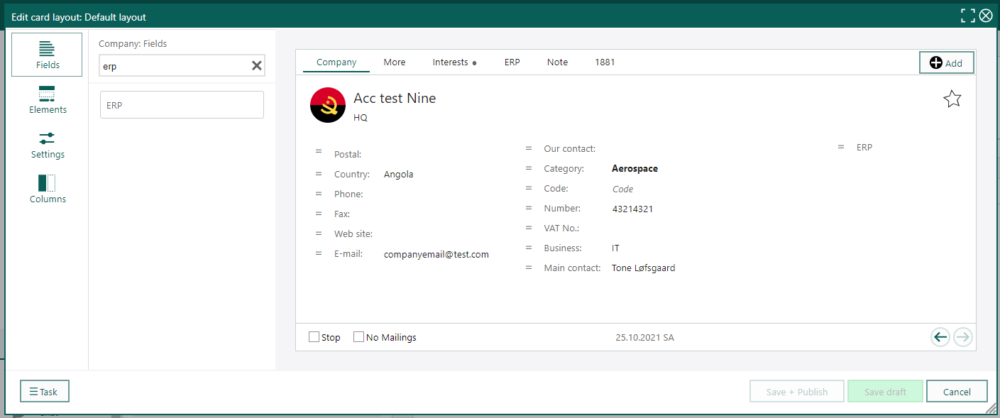 Edit card layout: Default layout
Fields
Elements
Settings
Columns
Company: Fields
erp
ERP
Company More Interests ● ERP Note 1881
Add
Acc test Nine
HQ
Postal:
Country: Angola
Phone:
Fax:
Web site:
E-mail: companyemail@test.com
Our contact:
Category: Aerospace
Code: Code
Number: 43214321
VAT No.:
Business: IT
Main contact: Tone Løfsgaard
ERP
Stop No Mailings 25.10.2021 SA
Task
Save + Publish Save draft Cancel